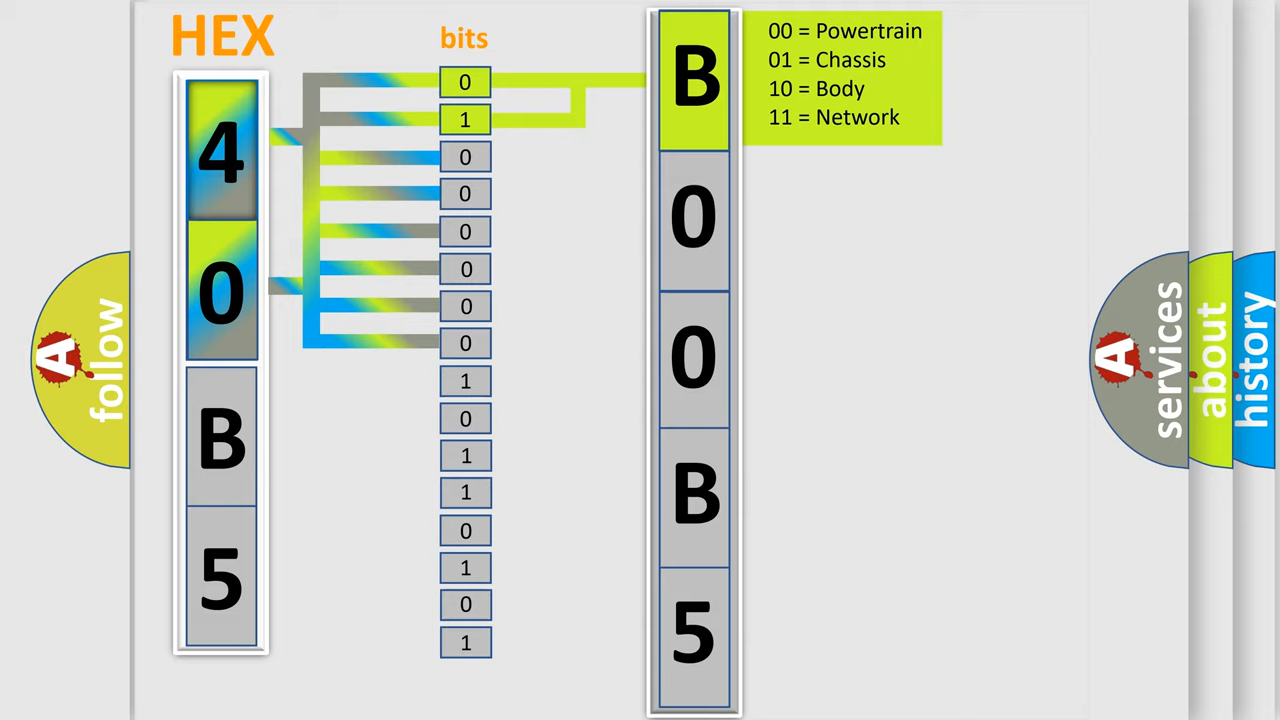 HEX
bits
4
0
B
5
0
1
0
0
0
0
0
0
1
0
1
1
0
1
0
1
B
0
0
B
5
00 = Powertrain
01 = Chassis
10 = Body
11 = Network
A
follow
A
services
about
history